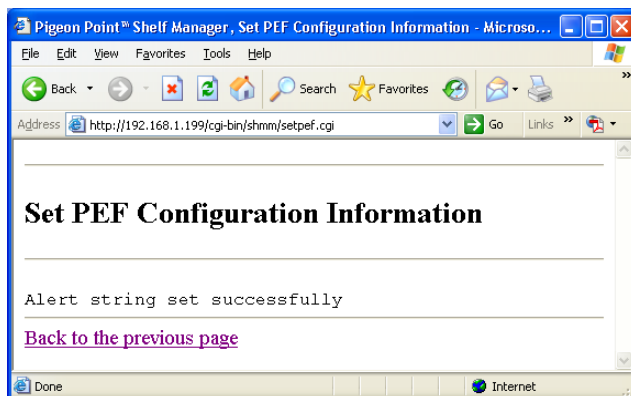 Pigeon Point™ Shelf Manager, Set PEF Configuration Information - Microso...
File Edit View Favorites Tools Help
Back Search Favorites »
Address http://192.168.1.199/cgi-bin/shmm/setpef.cgi Go Links »
Set PEF Configuration Information
Alert string set successfully
Back to the previous page
Done Internet